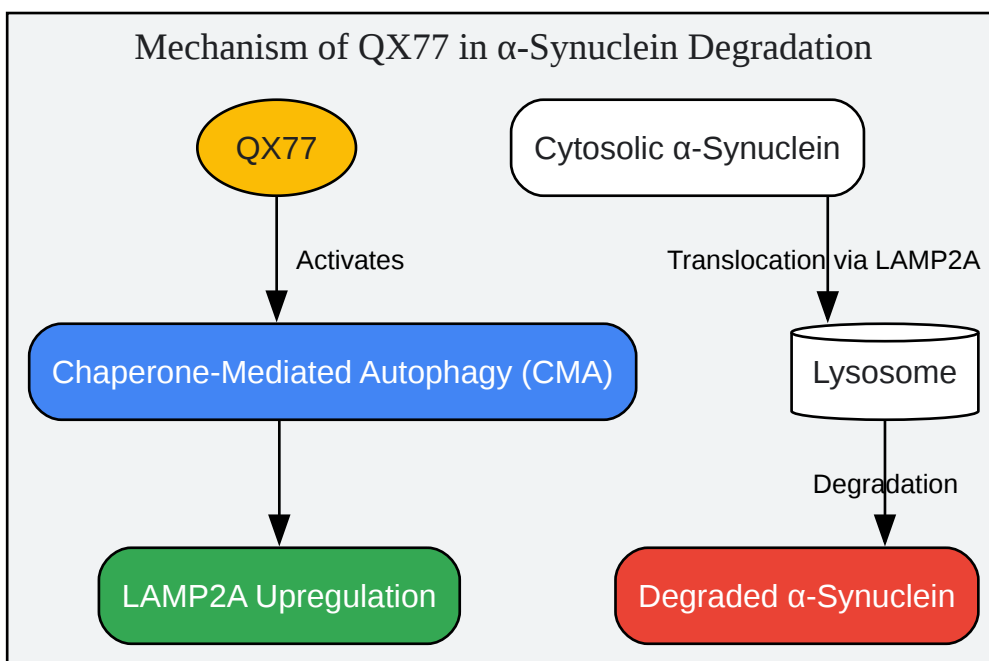 Mechanism of QX77 in α-Synuclein Degradation
QX77
Cytosolic α-Synuclein
Activates
Translocation via LAMP2A
Chaperone-Mediated Autophagy (CMA)
Lysosome
Degradation
LAMP2A Upregulation
Degraded α-Synuclein